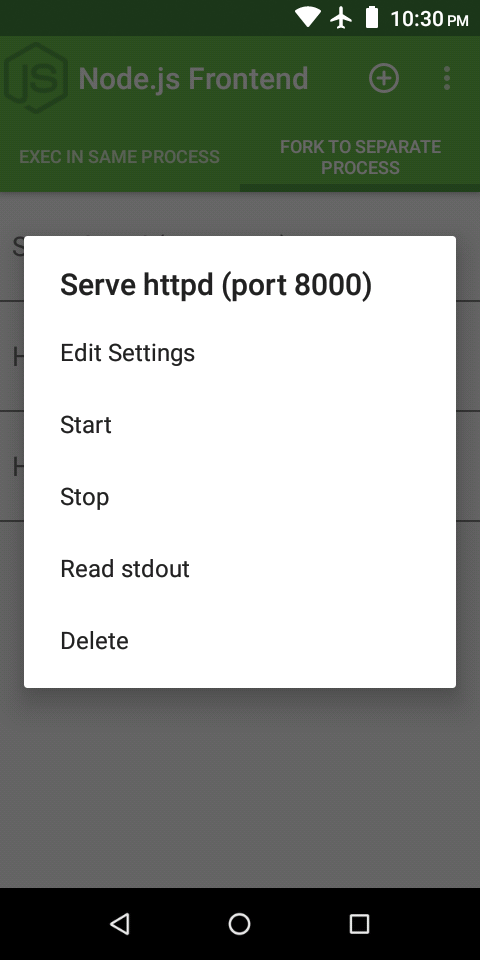 10:30 PM
JS
Node.js Frontend
EXEC IN SAME PROCESS
FORK TO SEPARATE
PROCESS
Serve httpd (port 8000)
Edit Settings
Start
Stop
Read stdout
Delete